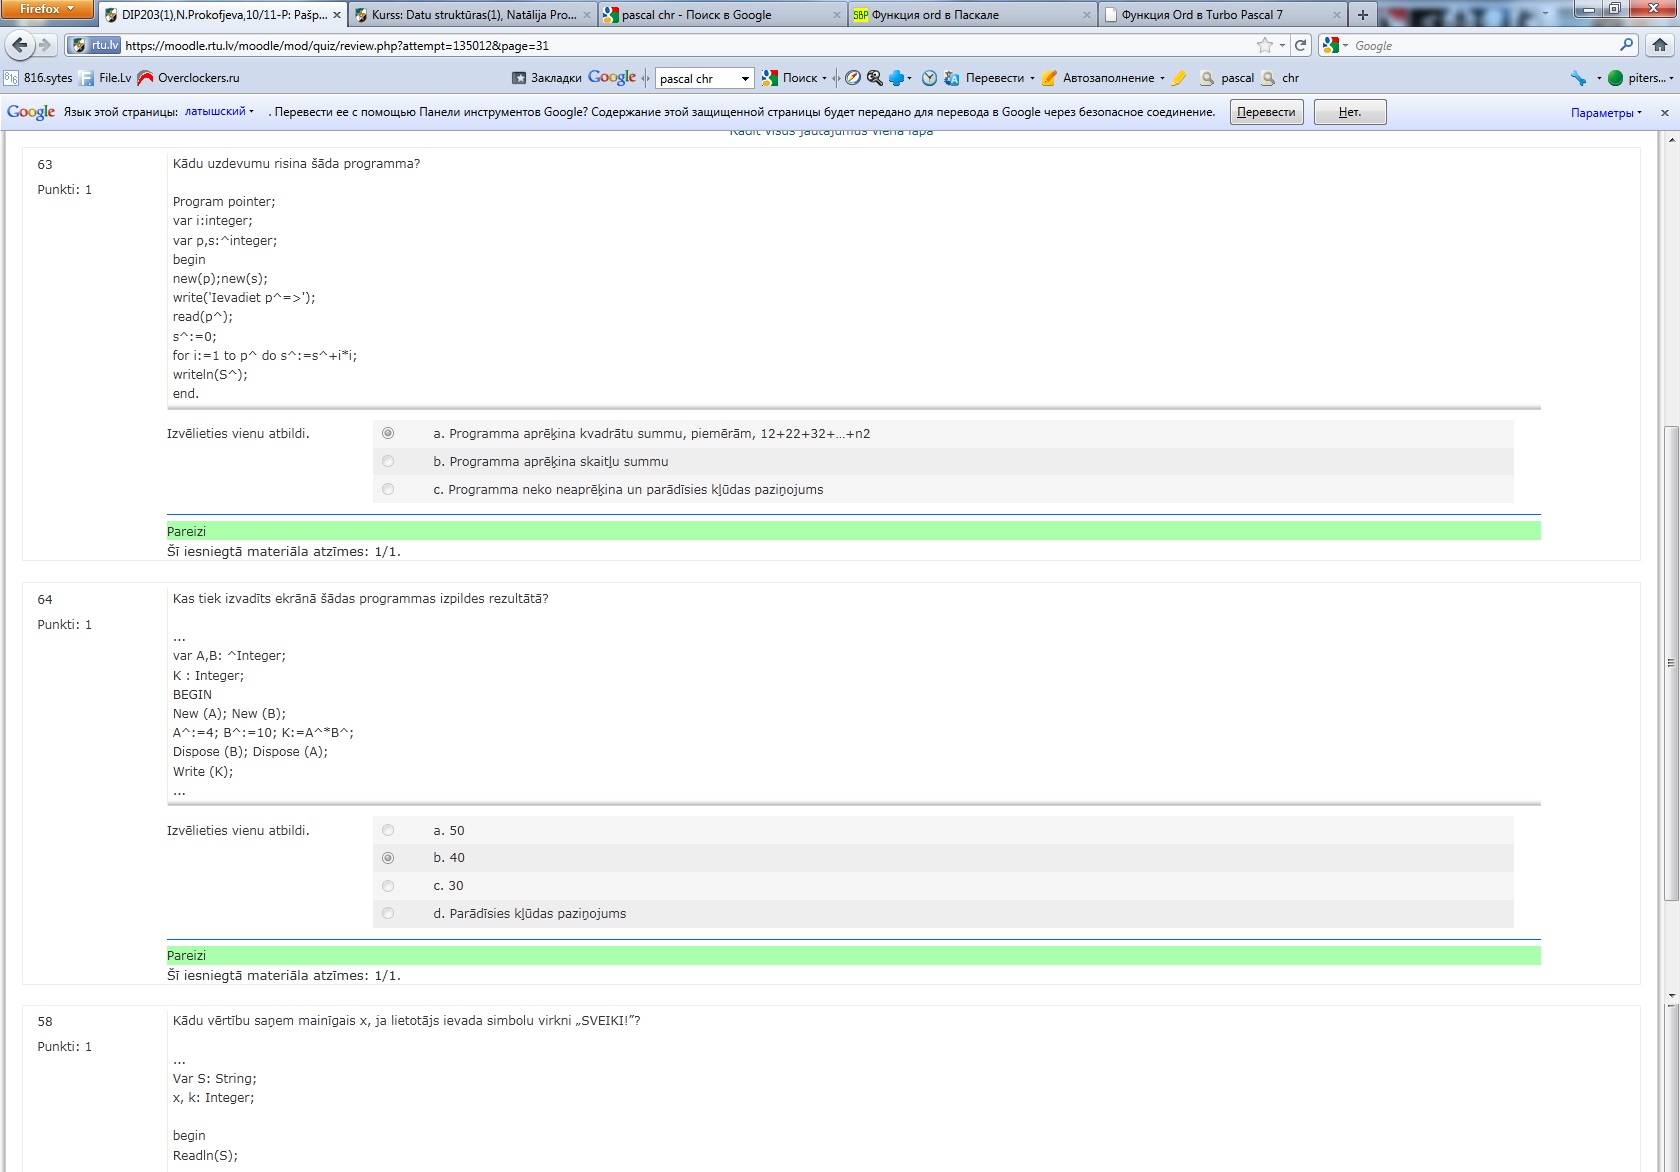 Firefox
DIP203(1),N.Prokofjeva,10/11-P: Pašp...
Kurss: Datu struktūras(1), Natālija Pro...
pascal chr - Поиск в Google
SBP Функция ord в Паскале
Функция Ord в Turbo Pascal 7
rtu.lv https://moodle.rtu.lv/moodle/mod/quiz/review.php?attempt=135012&page=31
Google
816.sytes File.Lv Overclockers.ru Закладки Google pascal chr Поиск Перевести Автозаполнение pascal chr piters...
Google Язык этой страницы: латышский . Перевести ее с помощью Панели инструментов Google? Содержание этой защищенной страницы будет передано для перевода в Google через безопасное соединение. Перевести Нет. Параметры
Rādīt visus jautājumus vienā lapā
63
Punkti: 1
Kādu uzdevumu risina šāda programma?
Program pointer;
var i:integer;
var p,s:^integer;
begin
new(p);new(s);
write('Ievadiet p^=>');
read(p^);
s^:=0;
for i:=1 to p^ do s^:=s^+i*i;
writeln(S^);
end.
Izvēlieties vienu atbildi.
a. Programma aprēķina kvadrātu summu, piemērām, 12+22+32+...+n2
b. Programma aprēķina skaitļu summu
c. Programma neko neaprēķina un parādīsies kļūdas paziņojums
Pareizi
Šī iesniegtā materiāla atzīmes: 1/1.
64
Punkti: 1
Kas tiek izvadīts ekrānā šādas programmas izpildes rezultātā?
...
var A,B: ^Integer;
K : Integer;
BEGIN
New (A); New (B);
A^:=4; B^:=10; K:=A^*B^;
Dispose (B); Dispose (A);
Write (K);
...
Izvēlieties vienu atbildi.
a. 50
b. 40
c. 30
d. Parādīsies kļūdas paziņojums
Pareizi
Šī iesniegtā materiāla atzīmes: 1/1.
58
Punkti: 1
Kādu vērtību saņem mainīgais x, ja lietotājs ievada simbolu virkni „SVEIKI!”?
...
Var S: String;
x, k: Integer;
begin
Readln(S);